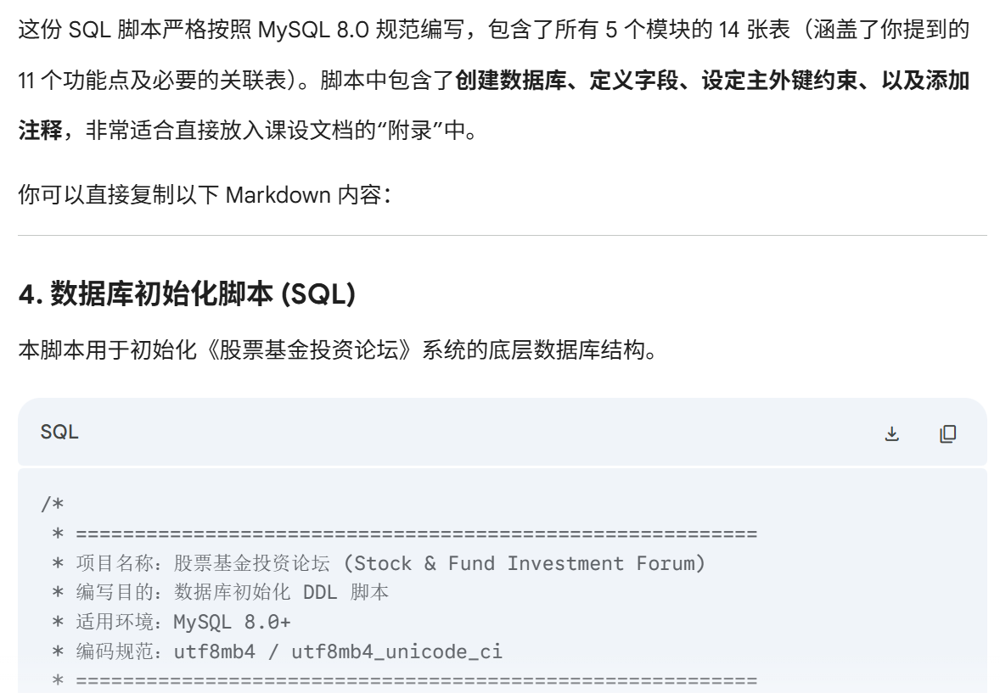 这份 SQL 脚本严格按照 MySQL 8.0 规范编写，包含了所有 5 个模块的 14 张表（涵盖了你提到的
11 个功能点及必要的关联表）。脚本中包含了创建数据库、定义字段、设定主外键约束、以及添加
注释，非常适合直接放入课设文档的“附录”中。
你可以直接复制以下 Markdown 内容：
4. 数据库初始化脚本 (SQL)
本脚本用于初始化《股票基金投资论坛》系统的底层数据库结构。
SQL
/*
 * ==========================================================
 * 项目名称：股票基金投资论坛 (Stock & Fund Investment Forum)
 * 编写目的：数据库初始化 DDL 脚本
 * 适用环境：MySQL 8.0+
 * 编码规范：utf8mb4 / utf8mb4_unicode_ci
 * ==========================================================